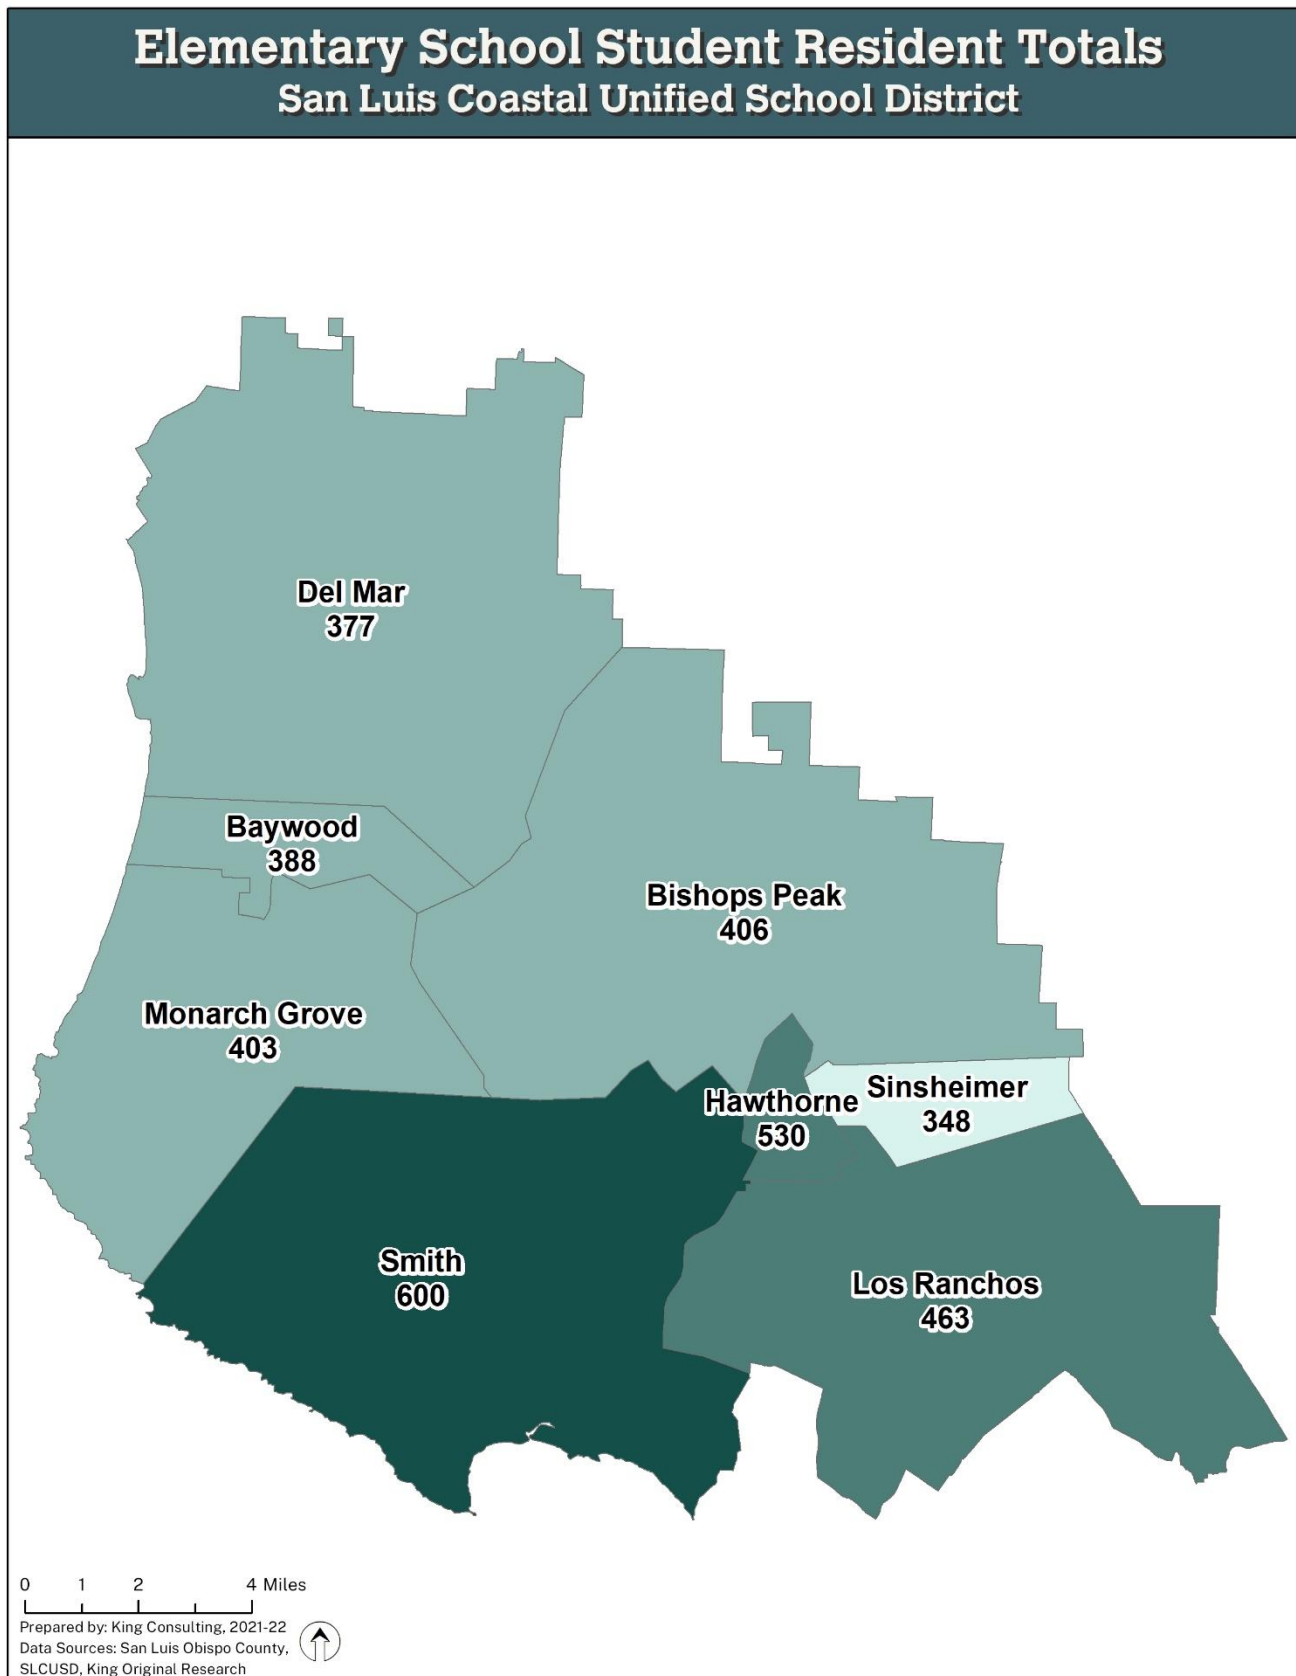 Elementary School Student Resident Totals
San Luis Coastal Unified School District
Del Mar
377
Baywood
388
Bishops Peak
406
Monarch Grove
403
Hawthorne
530
Sinsheimer
348
Smith
600
Los Ranchos
463
0 1 2 4 Miles
Prepared by: King Consulting, 2021-22
Data Sources: San Luis Obispo County,
SLCUSD, King Original Research